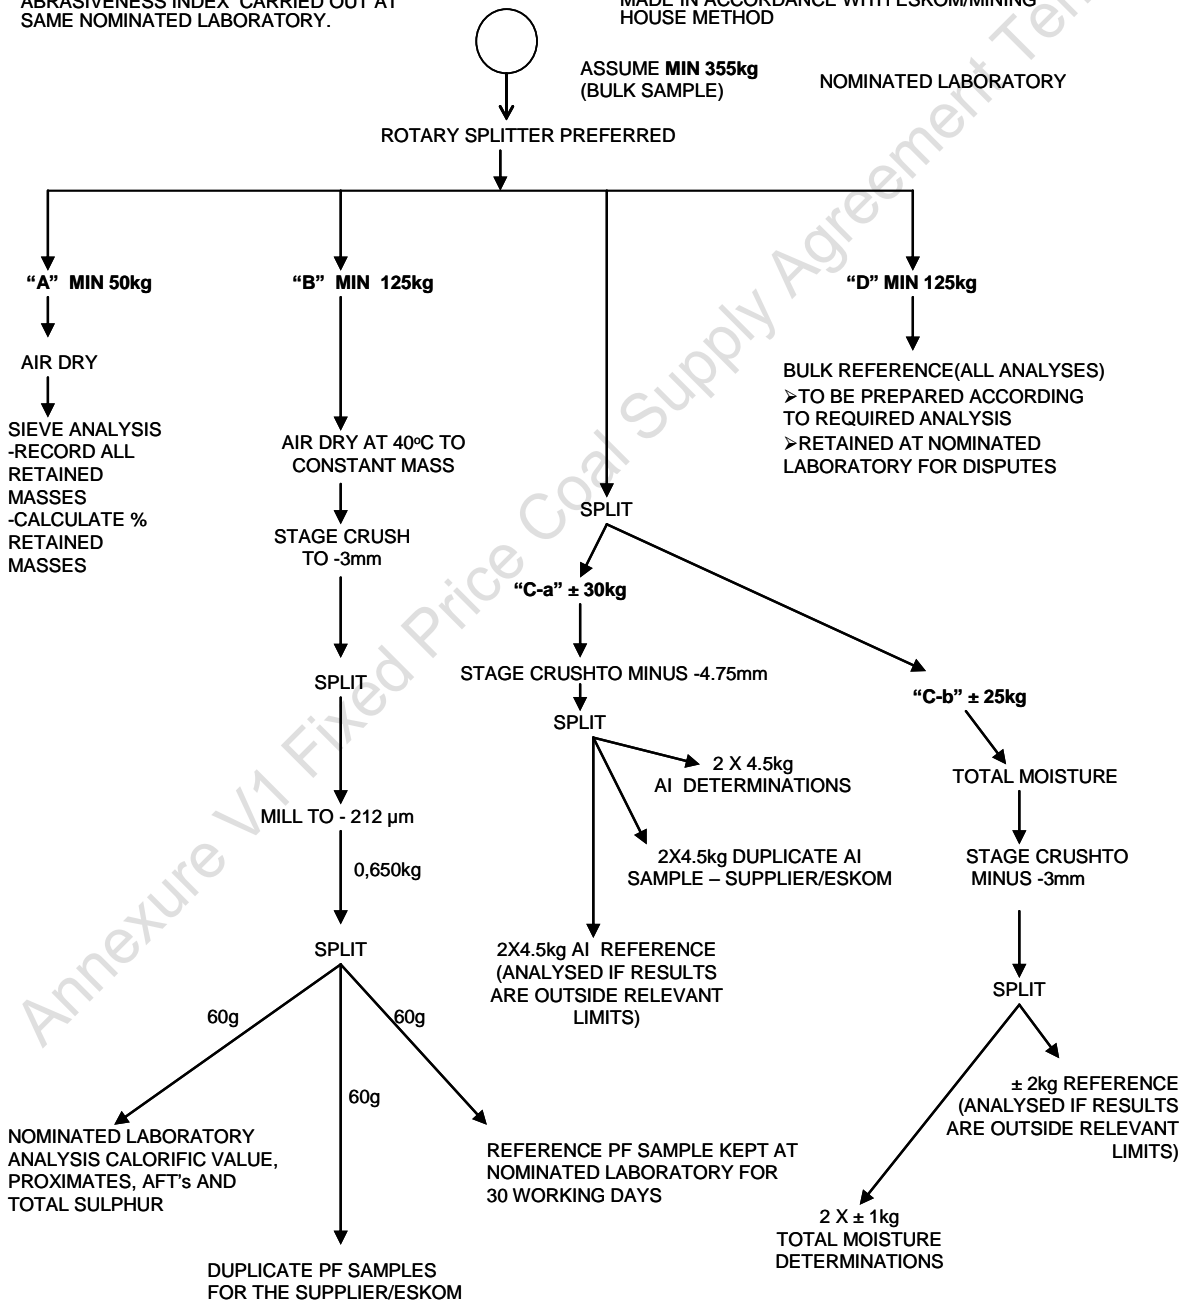 ABRASIVENESS INDEX CARRIED OUT AT
SAME NOMINATED LABORATORY.
MADE IN ACCORDANCE WITH ESKOM/MINING
HOUSE METHOD
ASSUME MIN 355kg
(BULK SAMPLE)
NOMINATED LABORATORY
ROTARY SPLITTER PREFERRED
“A” MIN 50kg
AIR DRY
SIEVE ANALYSIS
-RECORD ALL
RETAINED
MASSES
-CALCULATE %
RETAINED
MASSES
“B” MIN 125kg
AIR DRY AT 40ºC TO
CONSTANT MASS
STAGE CRUSH
TO -3mm
SPLIT
MILL TO - 212 µm
0,650kg
SPLIT
60g
60g
60g
NOMINATED LABORATORY
ANALYSIS CALORIFIC VALUE,
PROXIMATES, AFT's AND
TOTAL SULPHUR
DUPLICATE PF SAMPLES
FOR THE SUPPLIER/ESKOM
REFERENCE PF SAMPLE KEPT AT
NOMINATED LABORATORY FOR
30 WORKING DAYS
SPLIT
“C-a” ± 30kg
STAGE CRUSHTO MINUS -4.75mm
SPLIT
2 X 4.5kg
AI DETERMINATIONS
2X4.5kg DUPLICATE AI
SAMPLE – SUPPLIER/ESKOM
2X4.5kg AI REFERENCE
(ANALYSED IF RESULTS
ARE OUTSIDE RELEVANT
LIMITS)
“C-b” ± 25kg
TOTAL MOISTURE
STAGE CRUSHTO
MINUS -3mm
SPLIT
± 2kg REFERENCE
(ANALYSED IF RESULTS
ARE OUTSIDE RELEVANT
LIMITS)
2 X ± 1kg
TOTAL MOISTURE
DETERMINATIONS
“D” MIN 125kg
BULK REFERENCE(ALL ANALYSES)
➢TO BE PREPARED ACCORDING
TO REQUIRED ANALYSIS
➢RETAINED AT NOMINATED
LABORATORY FOR DISPUTES
Annexure V1 Fixed Price Coal Supply Agreement